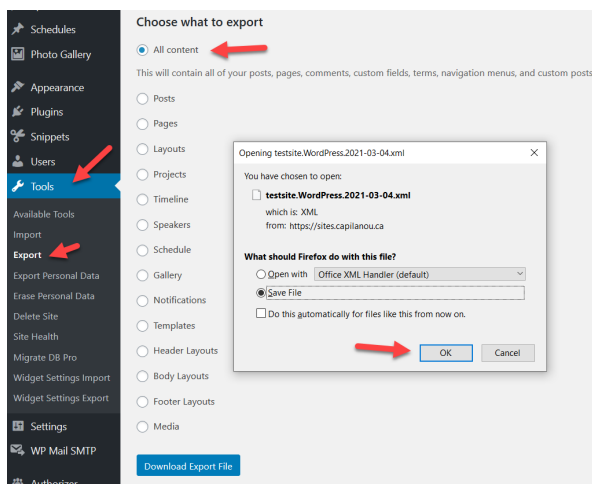 Schedules
Photo Gallery
Appearance
Plugins
Snippets
Users
Tools
Available Tools
Import
Export
Export Personal Data
Erase Personal Data
Delete Site
Site Health
Migrate DB Pro
Widget Settings Import
Widget Settings Export
Settings
WP Mail SMTP
Authorizer
Choose what to export
All content
This will contain all of your posts, pages, comments, custom fields, terms, navigation menus, and custom posts
Posts
Pages
Layouts
Projects
Timeline
Speakers
Schedule
Gallery
Notifications
Templates
Header Layouts
Body Layouts
Footer Layouts
Media
Download Export File
Opening testsite.WordPress.2021-03-04.xml
You have chosen to open:
testsite.WordPress.2021-03-04.xml
which is: XML
from: https://sites.capilanou.ca
What should Firefox do with this file?
Open with Office XML Handler (default)
Save File
Do this automatically for files like this from now on.
OK Cancel